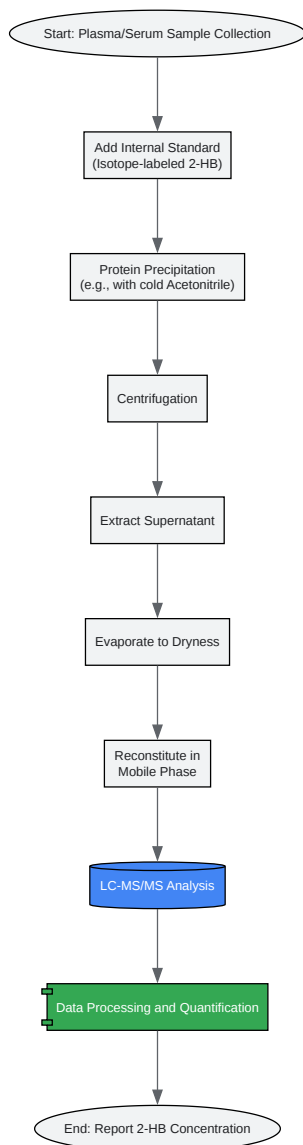 Start: Plasma/Serum Sample Collection
Add Internal Standard
(Isotope-labeled 2-HB)
Protein Precipitation
(e.g., with cold Acetonitrile)
Centrifugation
Extract Supernatant
Evaporate to Dryness
Reconstitute in
Mobile Phase
LC-MS/MS Analysis
Data Processing and Quantification
End: Report 2-HB Concentration